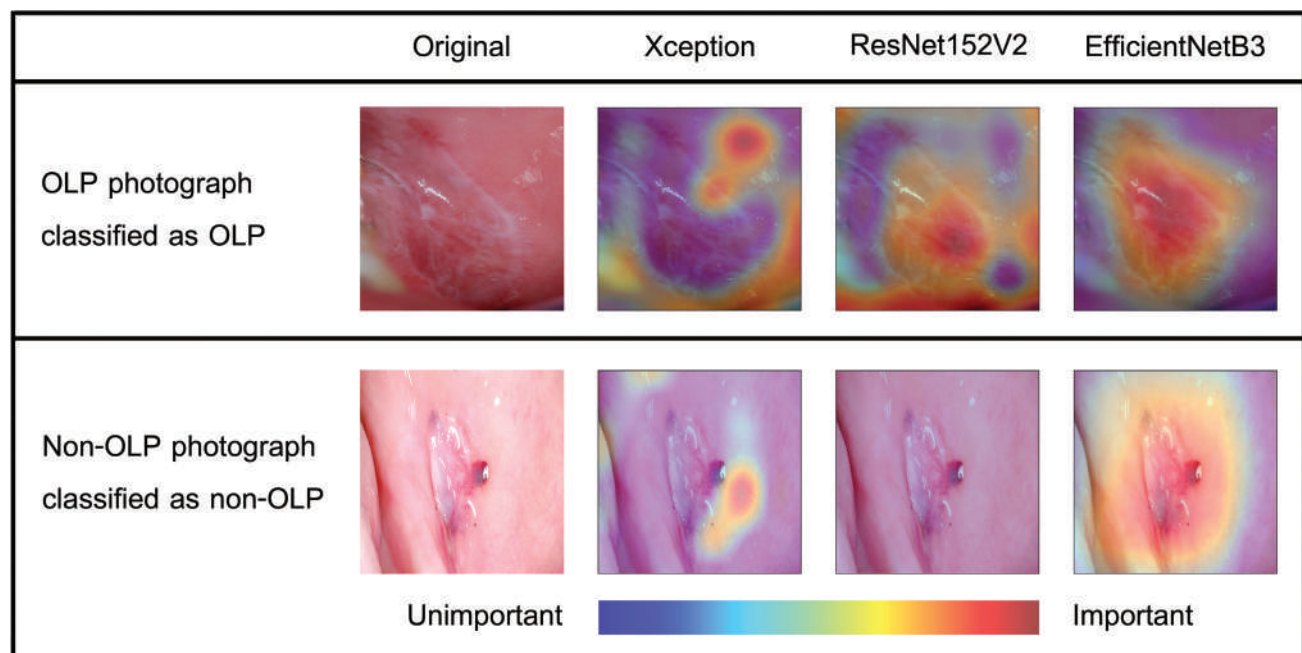 Original Xception ResNet152V2 EfficientNetB3
OLP photograph
classified as OLP
Non-OLP photograph
classified as non-OLP
Unimportant Important